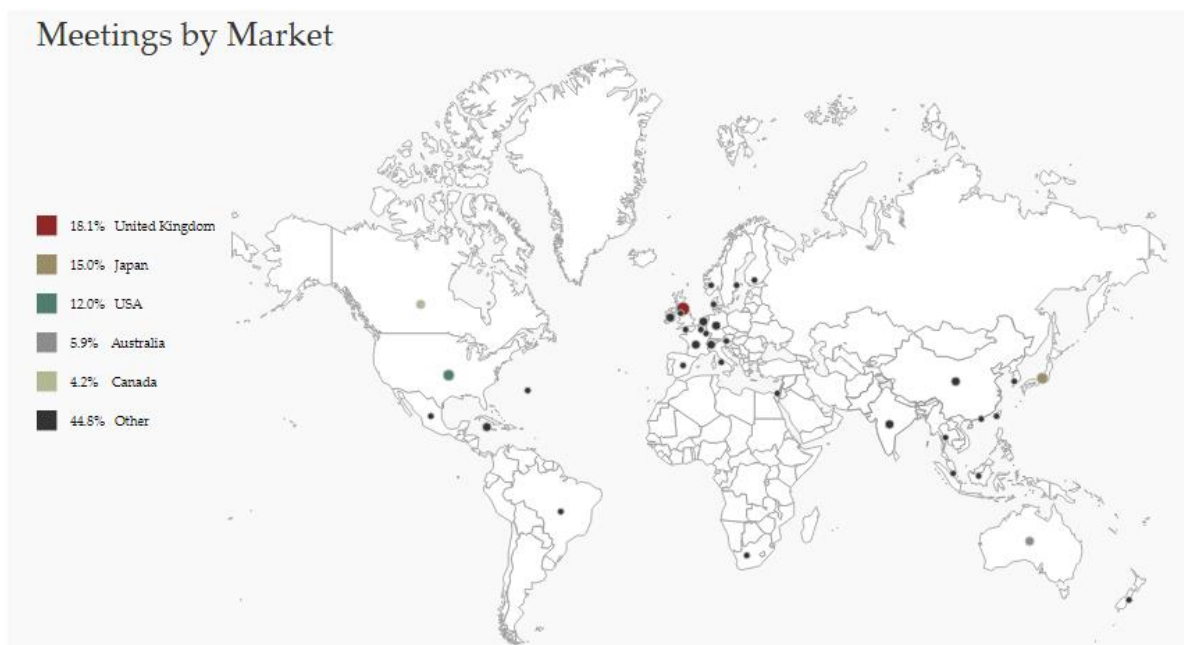 Meetings by Market
18.1% United Kingdom
15.0% Japan
12.0% USA
5.9% Australia
4.2% Canada
44.8% Other